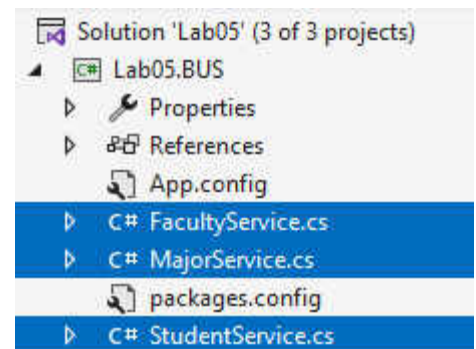 Solution 'Lab05' (3 of 3 projects)
C# Lab05.BUS
Properties
References
App.config
C# FacultyService.cs
C# MajorService.cs
packages.config
C# StudentService.cs